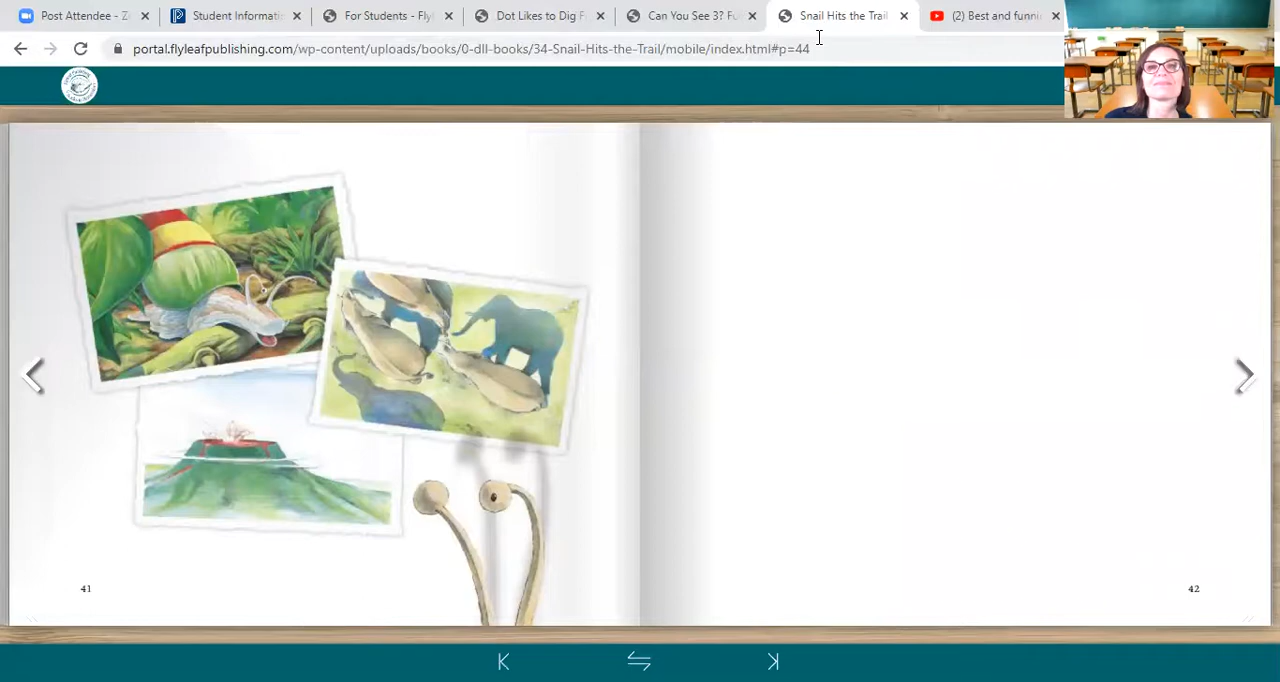 Post Attendee - Z
Student Informati
For Students - Flyl
Dot Likes to Dig F
Can You See 3? Fu
Snail Hits the Trail
(2) Best and funni
portal.flyleafpublishing.com/wp-content/uploads/books/0-dll-books/34-Snail-Hits-the-Trail/mobile/index.html#p=44
41
42